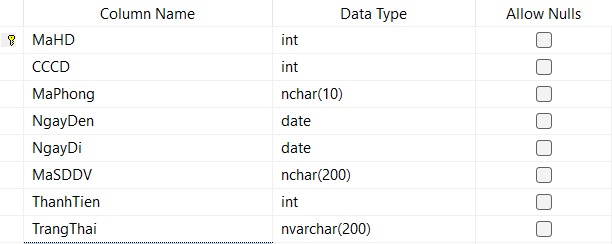 Column Name Data Type Allow Nulls
MaHD int
CCCD int
MaPhong nchar(10)
NgayDen date
NgayDi date
MaSDDV nchar(200)
ThanhTien int
TrangThai nvarchar(200)